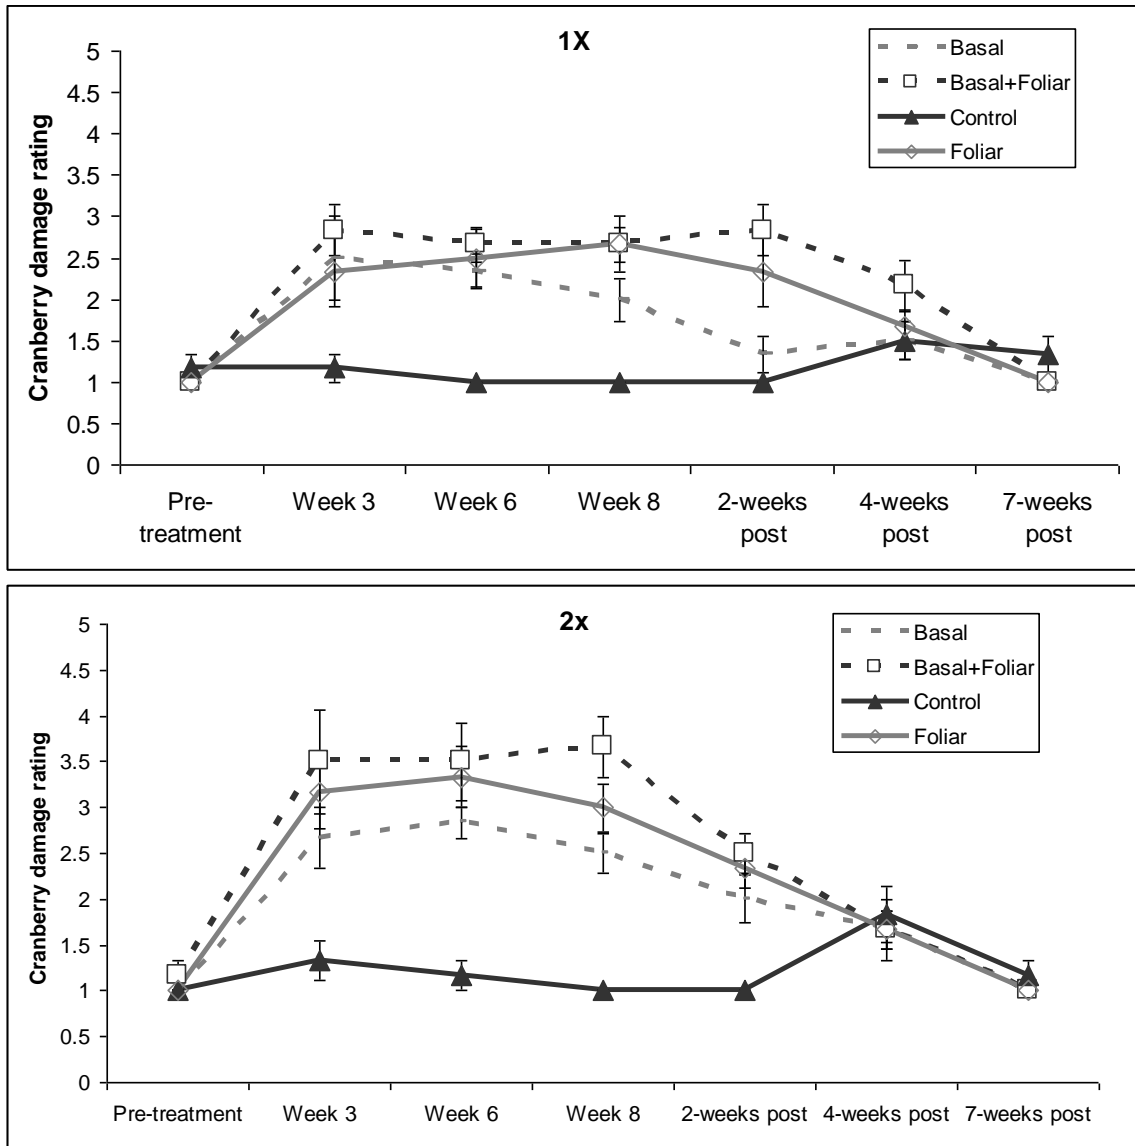 1X
Basal
Basal+Foliar
Control
Foliar
Cranberry damage rating
5
4.5
4
3.5
3
2.5
2
1.5
1
0.5
0
Pre-
treatment
Week 3
Week 6
Week 8
2-weeks
post
4-weeks
post
7-weeks
post
2x
Basal
Basal+Foliar
Control
Foliar
Cranberry damage rating
5
4.5
4
3.5
3
2.5
2
1.5
1
0.5
0
Pre-treatment
Week 3
Week 6
Week 8
2-weeks post
4-weeks post
7-weeks post